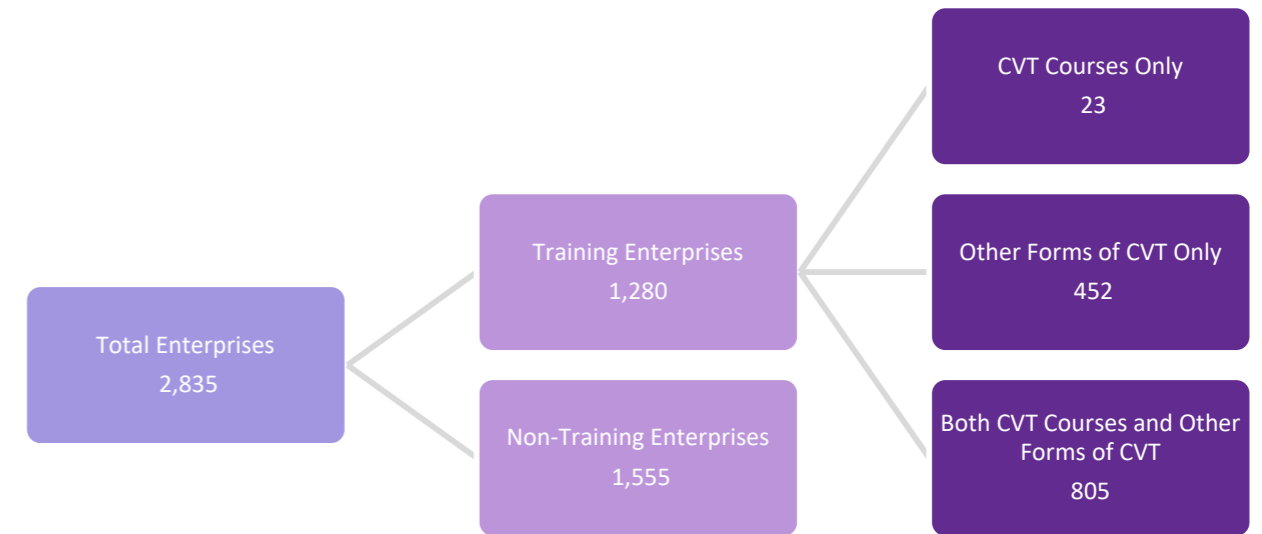 Total Enterprises
2,835
Training Enterprises
1,280
Non-Training Enterprises
1,555
CVT Courses Only
23
Other Forms of CVT Only
452
Both CVT Courses and Other
Forms of CVT
805